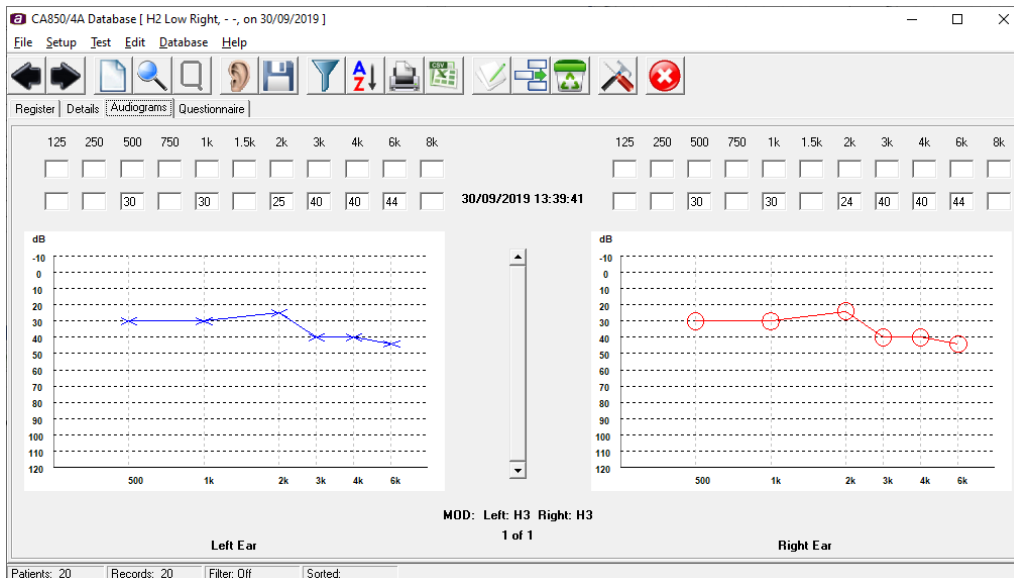 CA850/4A Database [ H2 Low Right, - -, on 30/09/2019 ]
File Setup Test Edit Database Help
A Z CSV
Register Details Audiograms Questionnaire
125 250 500 750 1k 1.5k 2k 3k 4k 6k 8k 125 250 500 750 1k 1.5k 2k 3k 4k 6k 8k
30 30 25 40 40 44 30/09/2019 13:39:41 30 30 24 40 40 44
dB
-10
0
10
20
30
40
50
60
70
80
90
100
110
120
500 1k 2k 3k 4k 6k
dB
-10
0
10
20
30
40
50
60
70
80
90
100
110
120
500 1k 2k 3k 4k 6k
MOD: Left: H3 Right: H3
1 of 1
Left Ear Right Ear
Patients: 20 Records: 20 Filter: Off Sorted: